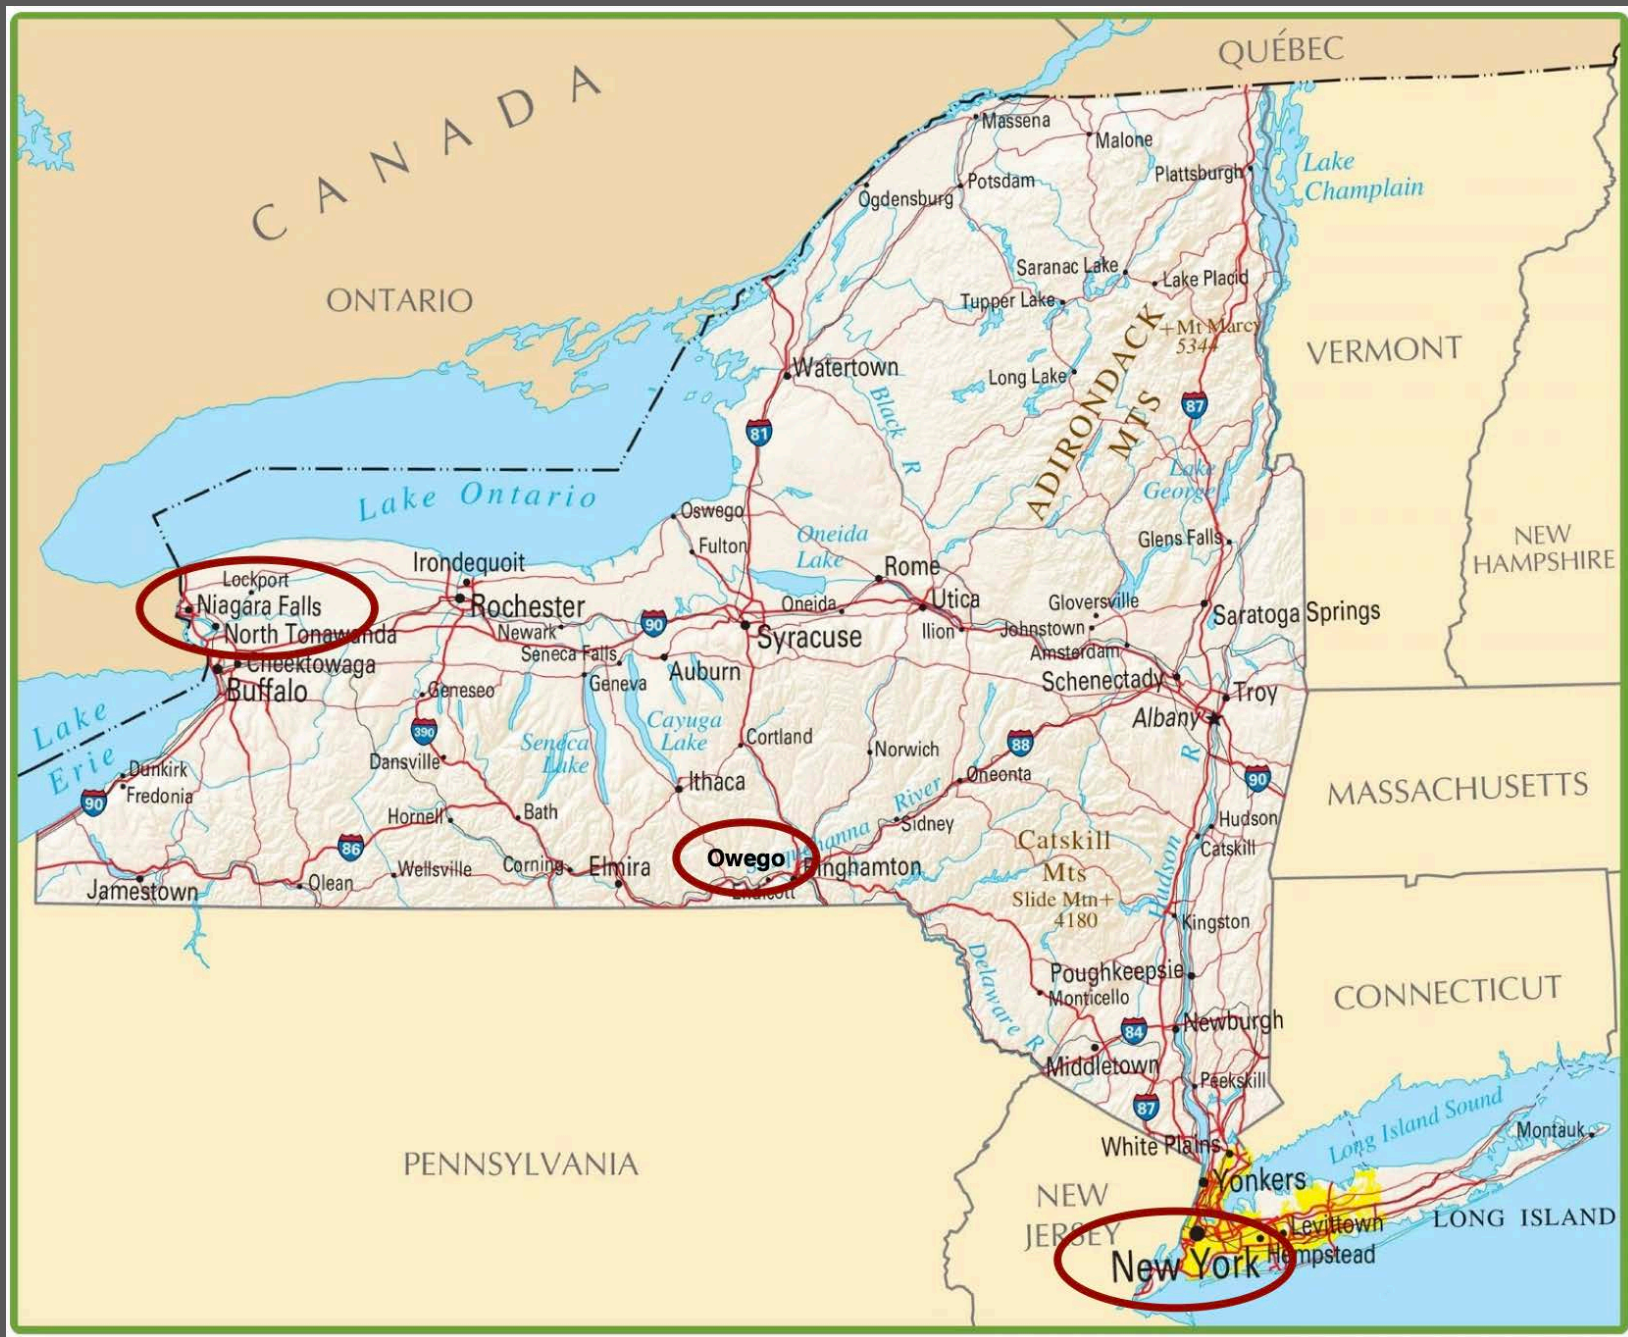 QUÉBEC
CANADA
Massena
Malone
Lake
Champlain
Plattsburgh
Potsdam
Ogdensburg
Saranac Lake
Lake Placid
ONTARIO
Tupper Lake
+Mt Marcy
5344
VERMONT
Watertown
Long Lake
ADIRONDACK
MTS
Black
R
87
81
Lake
George
Lake Ontario
Oswego
Oneida
Lake
Glens Falls
NEW
HAMPSHIRE
Fulton
Irondequoit
Rome
Lockport
Niagara Falls
Rochester
Oneida
Utica
Gloversville
Saratoga Springs
North Tonawanda
Newark
90
Syracuse
Ilion
Johnstown
Seneca Falls
Amsterdam
Cheektowaga
Auburn
Geneva
Schenectady
Buffalo
Geneseo
Troy
Albany
Lake
Erie
390
Seneca
Lake
Cayuga
Lake
Cortland
Norwich
88
R
Dansville
Dunkirk
Fredonia
90
Ithaca
Oneonta
90
MASSACHUSETTS
River
Hornell
Bath
Sidney
Hudson
86
Catskill
Mts
Slide Mtn+
4180
Catskill
Owego
Binghamton
Wellsville
Corning
Elmira
Endicott
Jamestown
Olean
Hudson
Kingston
Delaware
R
Poughkeepsie
Monticello
CONNECTICUT
84
Newburgh
Middletown
Peekskill
87
Long Island Sound
Montauk
White Plains
PENNSYLVANIA
Yonkers
NEW
JERSEY
Levittown
LONG ISLAND
New York
Hempstead